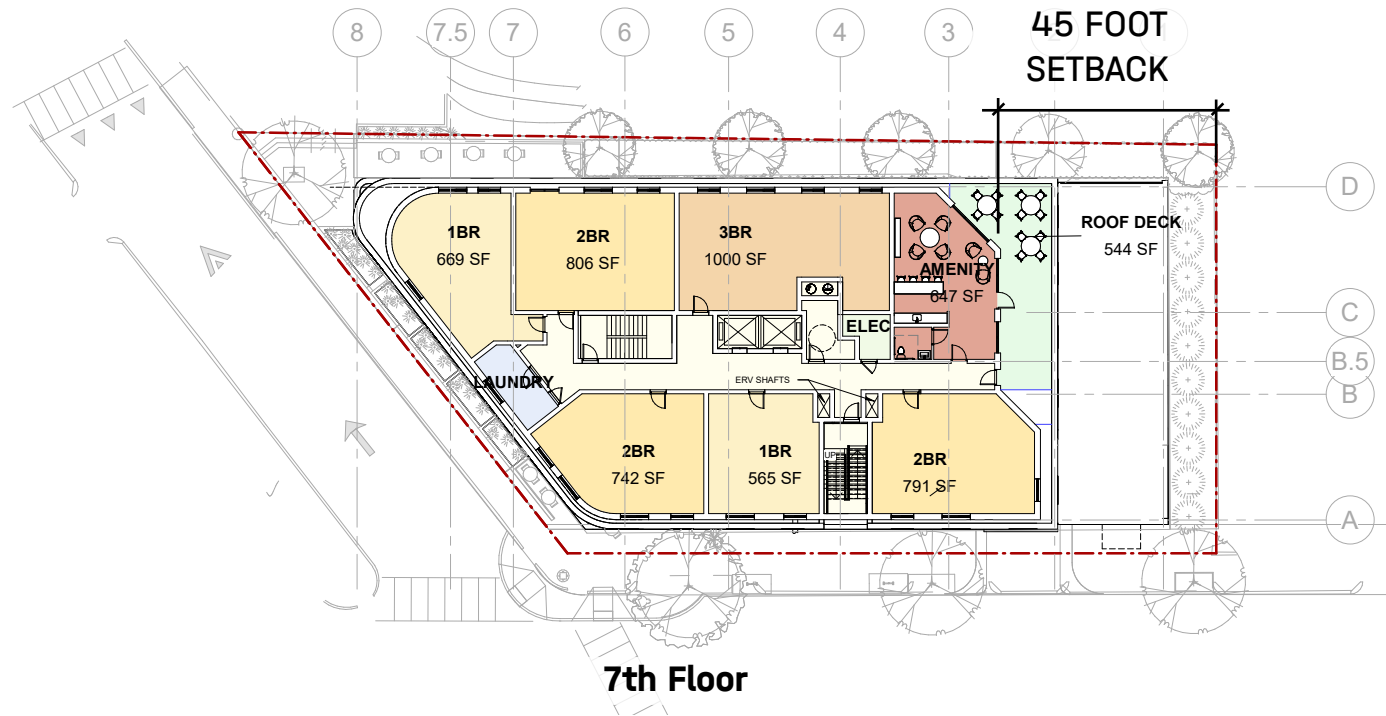 45 FOOT
SETBACK
8
7.5
7
6
5
4
3
D
ROOF DECK
544 SF
1BR
669 SF
2BR
806 SF
3BR
1000 SF
AMENITY
647 SF
C
ELEC
B.5
LAUNDRY
ERV SHAFTS
B
2BR
742 SF
1BR
565 SF
UP
2BR
791 SF
A
7th Floor